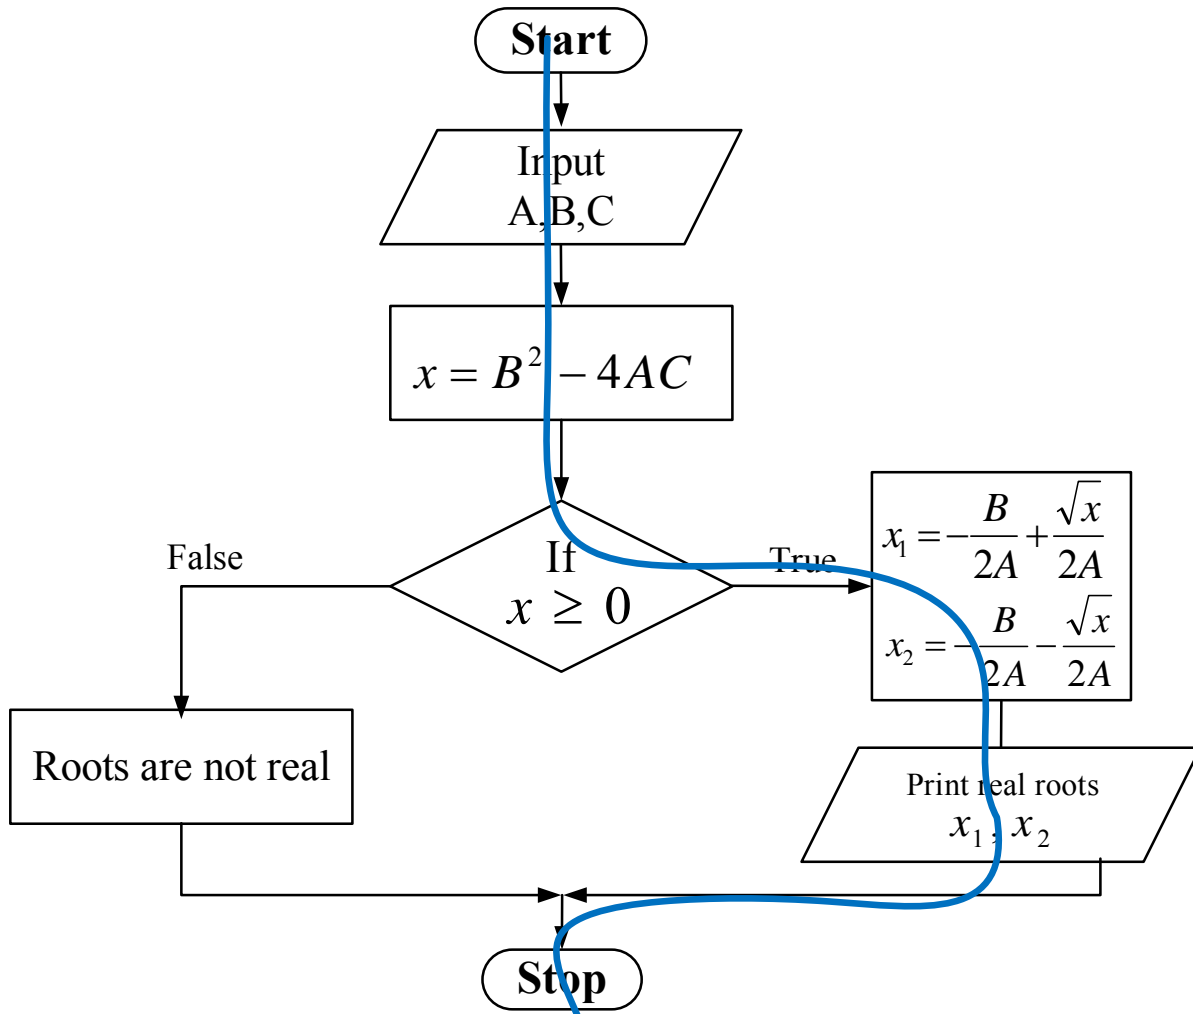 Start
Input
A,B,C
x = B² − 4AC
If
x ≥ 0
False
True
x₁ = −B/2A + √x/2A
x₂ = −B/2A − √x/2A
Roots are not real
Print real roots
x₁ , x₂
Stop